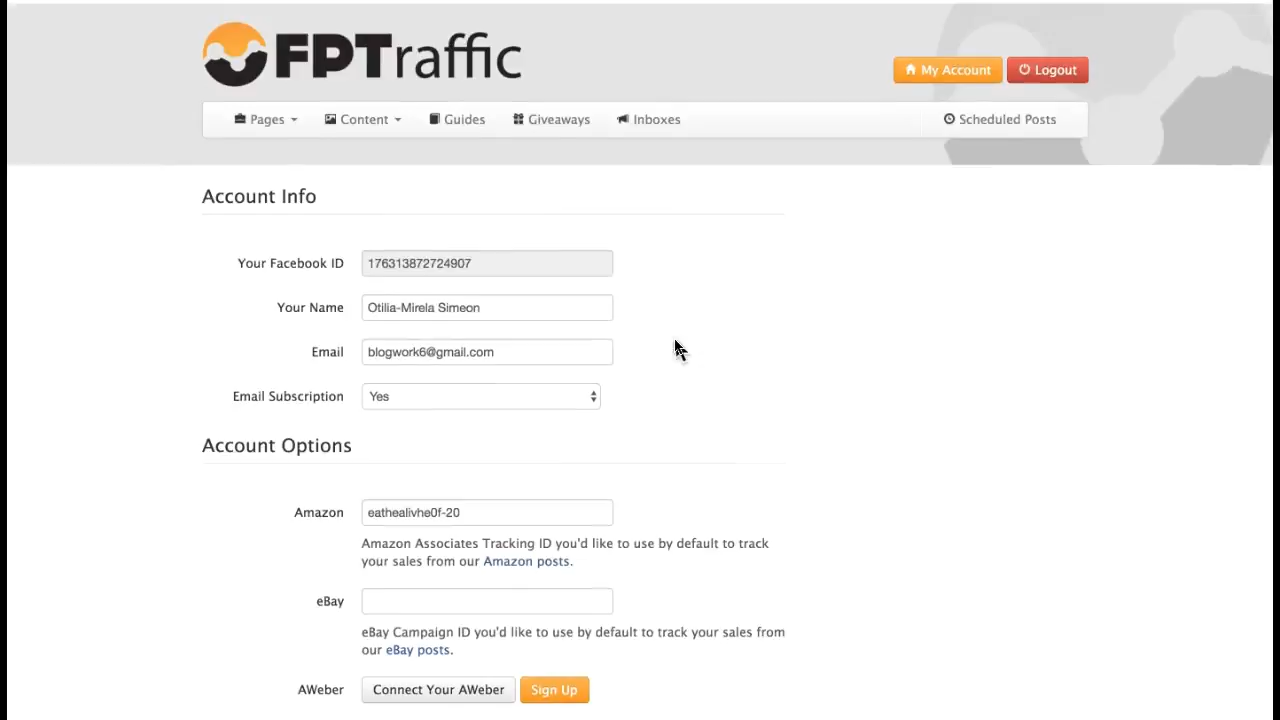 FPTraffic
My Account Logout
Pages Content Guides Giveaways Inboxes Scheduled Posts
Account Info
Your Facebook ID 176313872724907
Your Name Otilia-Mirela Simeon
Email blogwork6@gmail.com
Email Subscription Yes
Account Options
Amazon eathealivhe0f-20
Amazon Associates Tracking ID you'd like to use by default to track
your sales from our Amazon posts.
eBay
eBay Campaign ID you'd like to use by default to track your sales from
our eBay posts.
AWeber Connect Your AWeber Sign Up